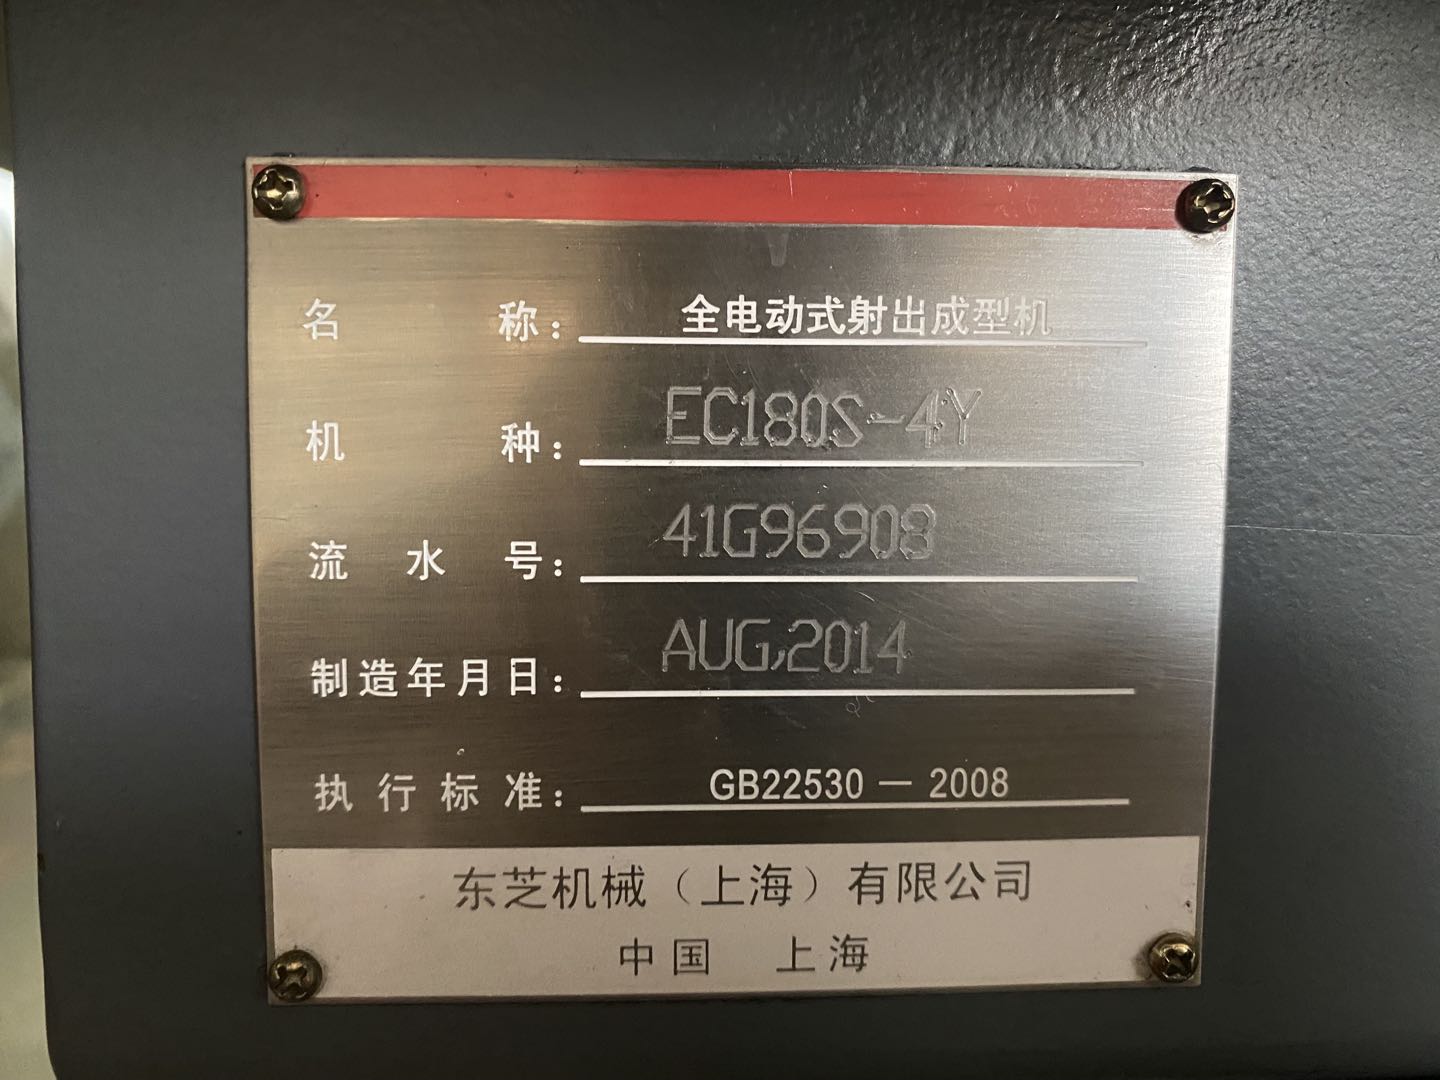 名称：全电动式射出成型机
机种：EC180S-4Y
流水号：41G96908
制造年月日：AUG,2014
执行标准：GB22530－2008
东芝机械（上海）有限公司
中国 上海